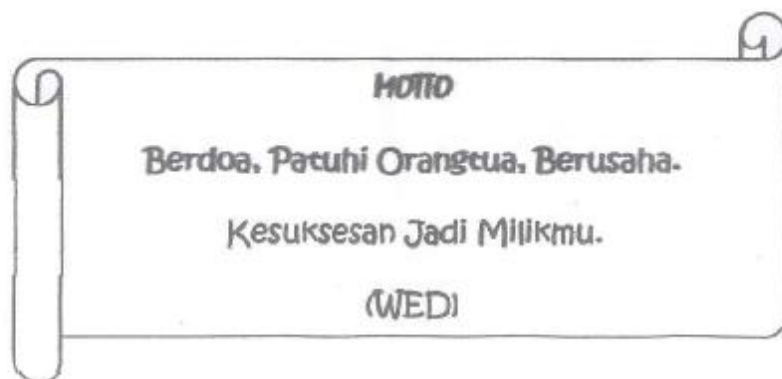 MOTTO
Berdoa, Patuhi Orangtua, Berusaha.
Kesuksesan Jadi Milikmu.
(WED)